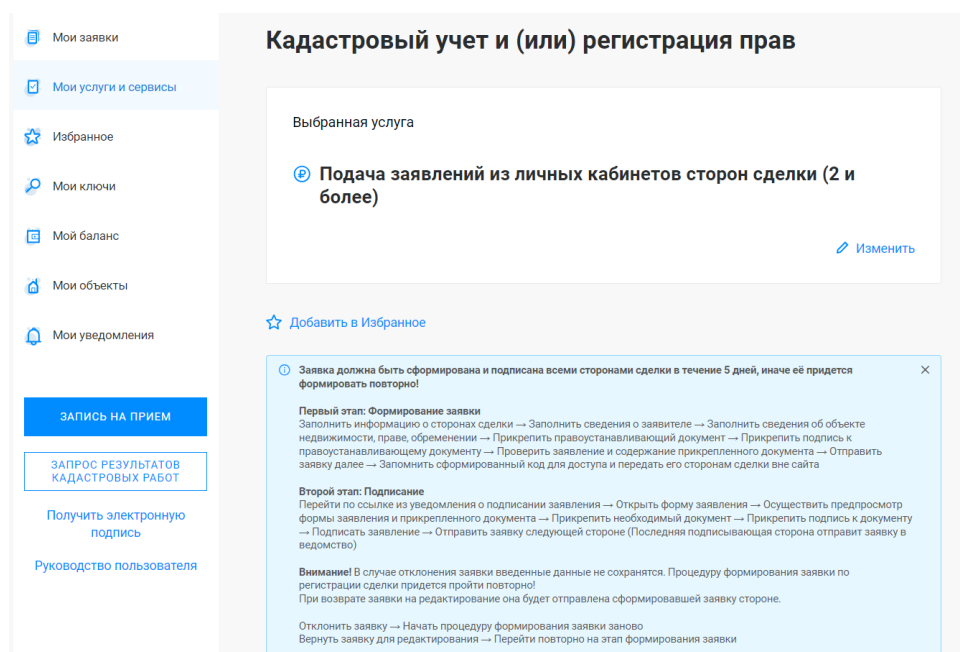 Мои заявки
Мои услуги и сервисы
Избранное
Мои ключи
Мой баланс
Мои объекты
Мои уведомления
ЗАПИСЬ НА ПРИЕМ
ЗАПРОС РЕЗУЛЬТАТОВ
КАДАСТРОВЫХ РАБОТ
Получить электронную
подпись
Руководство пользователя
Кадастровый учет и (или) регистрация прав
Выбранная услуга
Подача заявлений из личных кабинетов сторон сделки (2 и
более)
Изменить
Добавить в Избранное
Заявка должна быть сформирована и подписана всеми сторонами сделки в течение 5 дней, иначе её придется
формировать повторно!
Первый этап: Формирование заявки
Заполнить информацию о сторонах сделки → Заполнить сведения о заявителе → Заполнить сведения об объекте
недвижимости, праве, обременении → Прикрепить правоустанавливающий документ → Прикрепить подпись к
правоустанавливающему документу → Проверить заявление и содержание прикрепленного документа → Отправить
заявку далее → Запомнить сформированный код для доступа и передать его сторонам сделки вне сайта
Второй этап: Подписание
Перейти по ссылке из уведомления о подписании заявления → Открыть форму заявления → Осуществить предпросмотр
формы заявления и прикрепленного документа → Прикрепить необходимый документ → Прикрепить подпись к документу
→ Подписать заявление → Отправить заявку следующей стороне (Последняя подписывающая сторона отправит заявку в
ведомство)
Внимание! В случае отклонения заявки введенные данные не сохранятся. Процедуру формирования заявки по
регистрации сделки придется пройти повторно!
При возврате заявки на редактирование она будет отправлена сформировавшей заявку стороне.
Отклонить заявку → Начать процедуру формирования заявки заново
Вернуть заявку для редактирования → Перейти повторно на этап формирования заявки